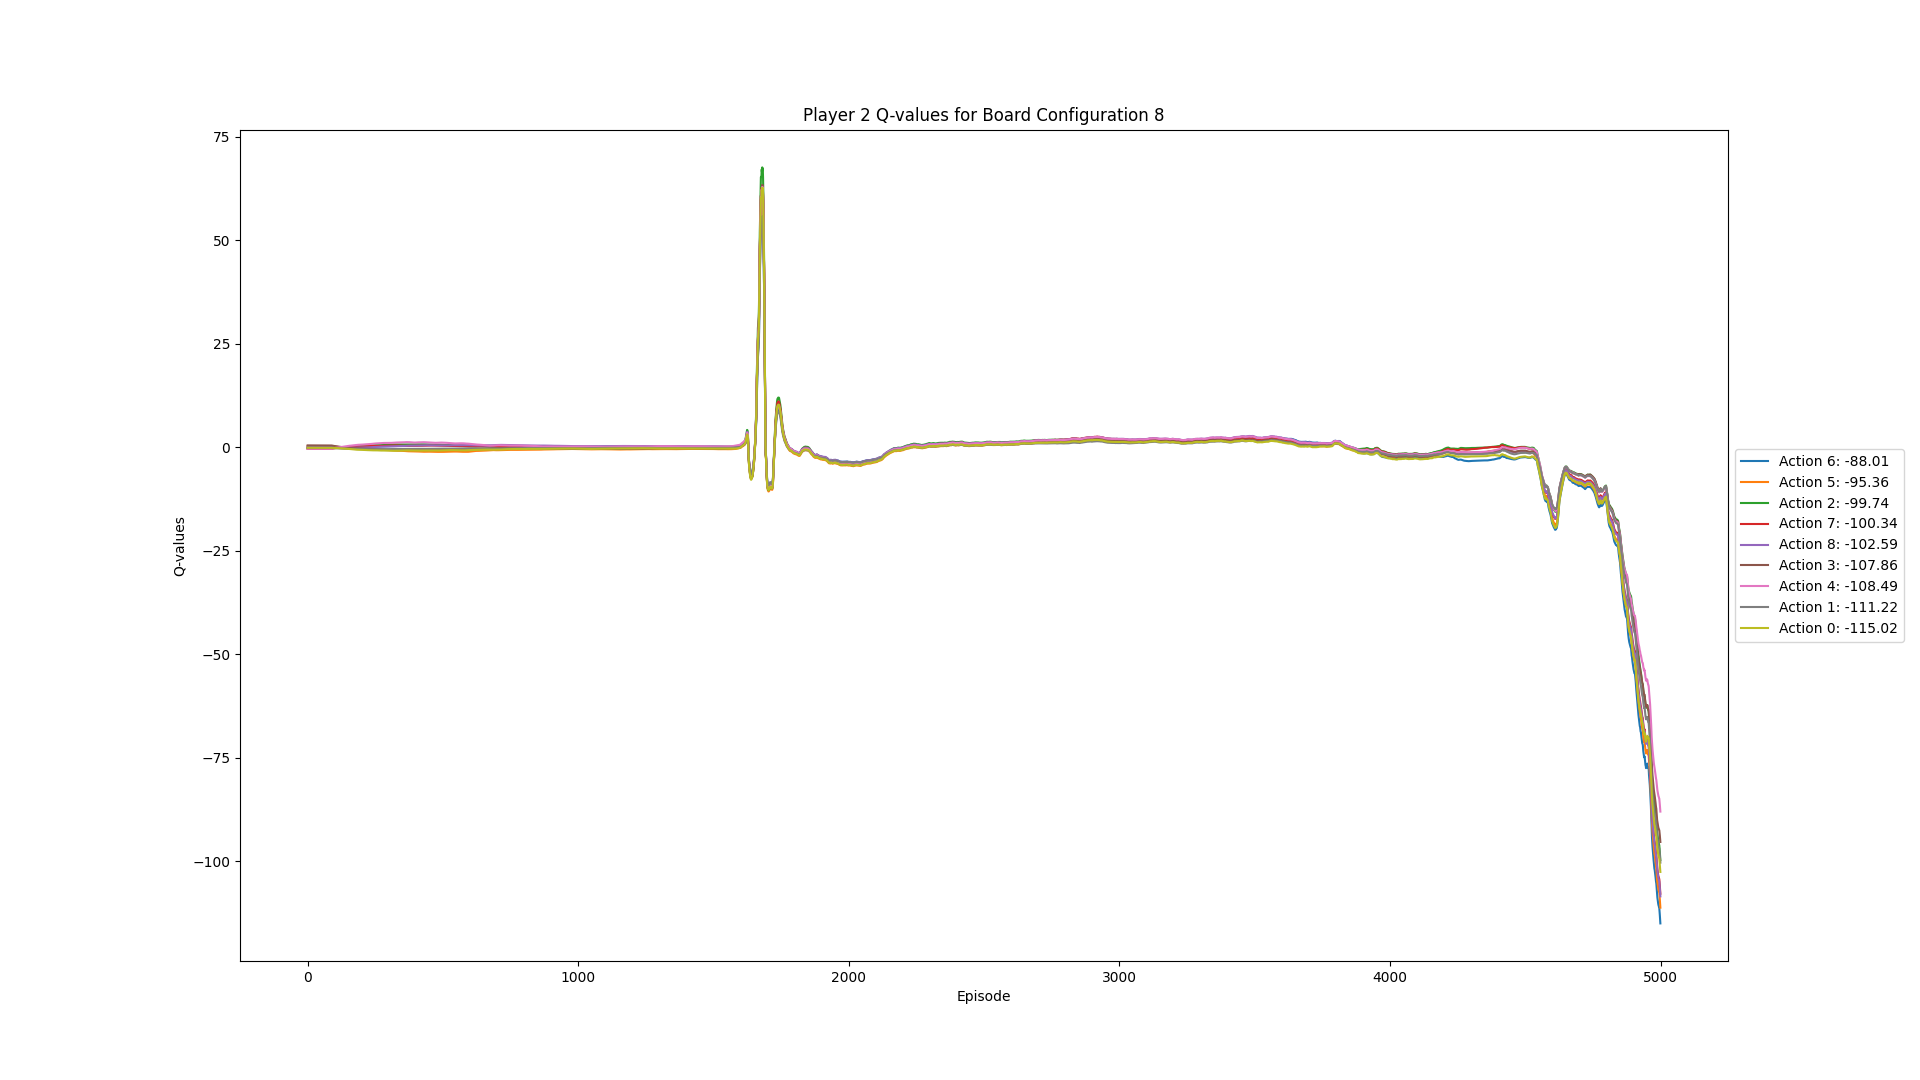 Player 2 Q-values for Board Configuration 8
75
50
25
0
−25
−50
−75
−100
Q-values
0
1000
2000
3000
4000
5000
Episode
Action 6: -88.01
Action 5: -95.36
Action 2: -99.74
Action 7: -100.34
Action 8: -102.59
Action 3: -107.86
Action 4: -108.49
Action 1: -111.22
Action 0: -115.02